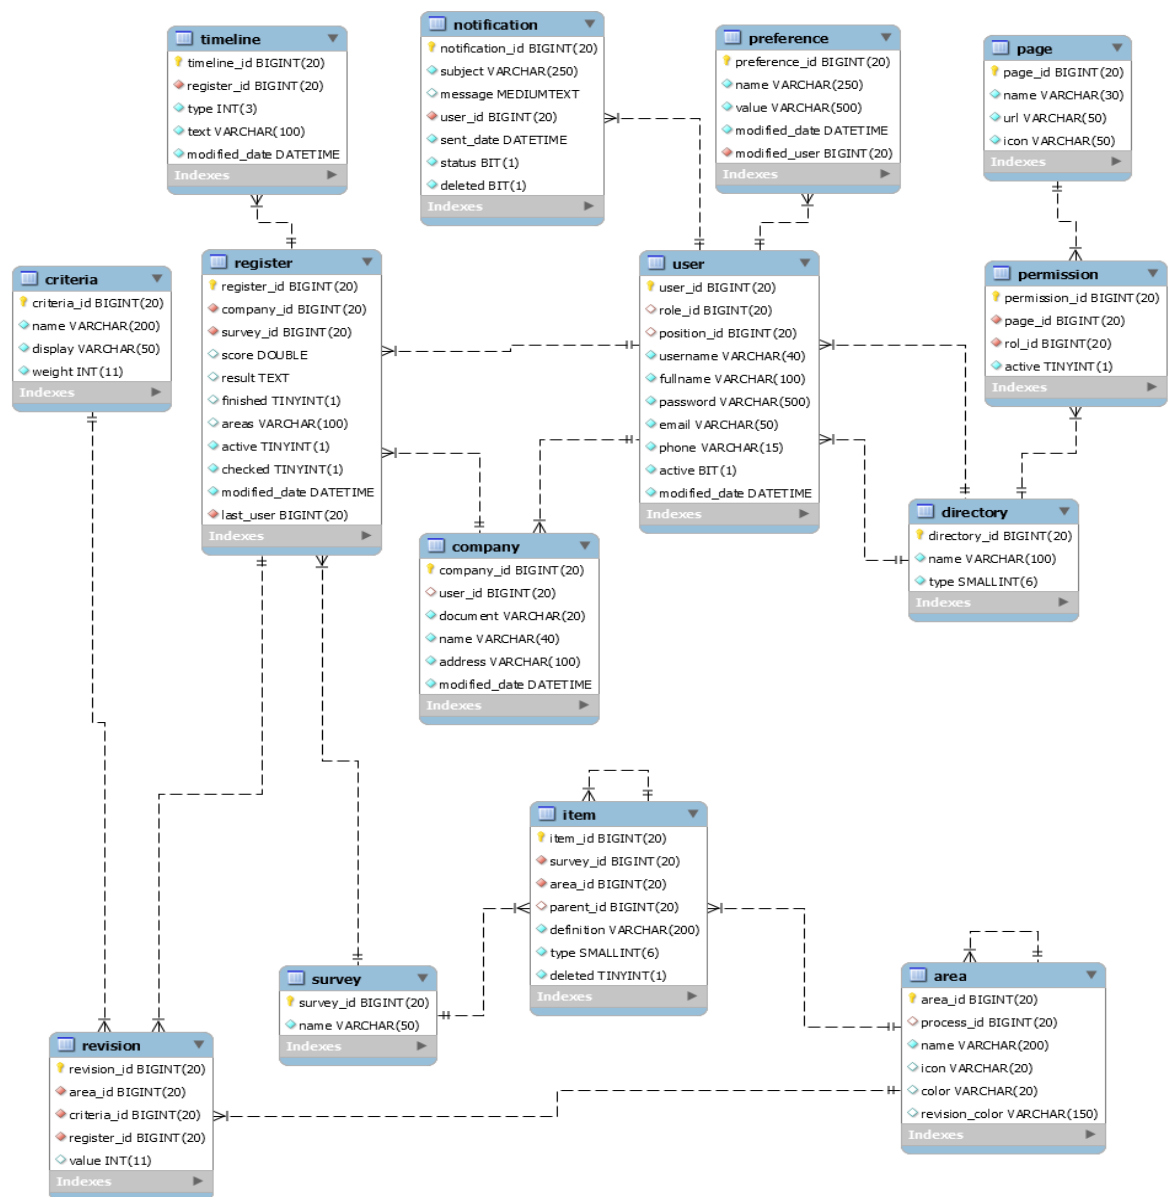 timeline
timeline_id BIGINT(20)
register_id BIGINT(20)
type INT(3)
text VARCHAR(100)
modified_date DATETIME
Indexes
notification
notification_id BIGINT(20)
subject VARCHAR(250)
message MEDIUMTEXT
user_id BIGINT(20)
sent_date DATETIME
status BIT(1)
deleted BIT(1)
Indexes
preference
preference_id BIGINT(20)
name VARCHAR(250)
value VARCHAR(500)
modified_date DATETIME
modified_user BIGINT(20)
Indexes
page
page_id BIGINT(20)
name VARCHAR(30)
url VARCHAR(50)
icon VARCHAR(50)
Indexes
criteria
criteria_id BIGINT(20)
name VARCHAR(200)
display VARCHAR(50)
weight INT(11)
Indexes
register
register_id BIGINT(20)
company_id BIGINT(20)
survey_id BIGINT(20)
score DOUBLE
result TEXT
finished TINYINT(1)
areas VARCHAR(100)
active TINYINT(1)
checked TINYINT(1)
modified_date DATETIME
last_user BIGINT(20)
Indexes
user
user_id BIGINT(20)
role_id BIGINT(20)
position_id BIGINT(20)
username VARCHAR(40)
fullname VARCHAR(100)
password VARCHAR(500)
email VARCHAR(50)
phone VARCHAR(15)
active BIT(1)
modified_date DATETIME
Indexes
permission
permission_id BIGINT(20)
page_id BIGINT(20)
rol_id BIGINT(20)
active TINYINT(1)
Indexes
company
company_id BIGINT(20)
user_id BIGINT(20)
document VARCHAR(20)
name VARCHAR(40)
address VARCHAR(100)
modified_date DATETIME
Indexes
directory
directory_id BIGINT(20)
name VARCHAR(100)
type SMALLINT(6)
Indexes
item
item_id BIGINT(20)
survey_id BIGINT(20)
area_id BIGINT(20)
parent_id BIGINT(20)
definition VARCHAR(200)
type SMALLINT(6)
deleted TINYINT(1)
Indexes
survey
survey_id BIGINT(20)
name VARCHAR(50)
Indexes
area
area_id BIGINT(20)
process_id BIGINT(20)
name VARCHAR(200)
icon VARCHAR(20)
color VARCHAR(20)
revision_color VARCHAR(150)
Indexes
revision
revision_id BIGINT(20)
area_id BIGINT(20)
criteria_id BIGINT(20)
register_id BIGINT(20)
value INT(11)
Indexes